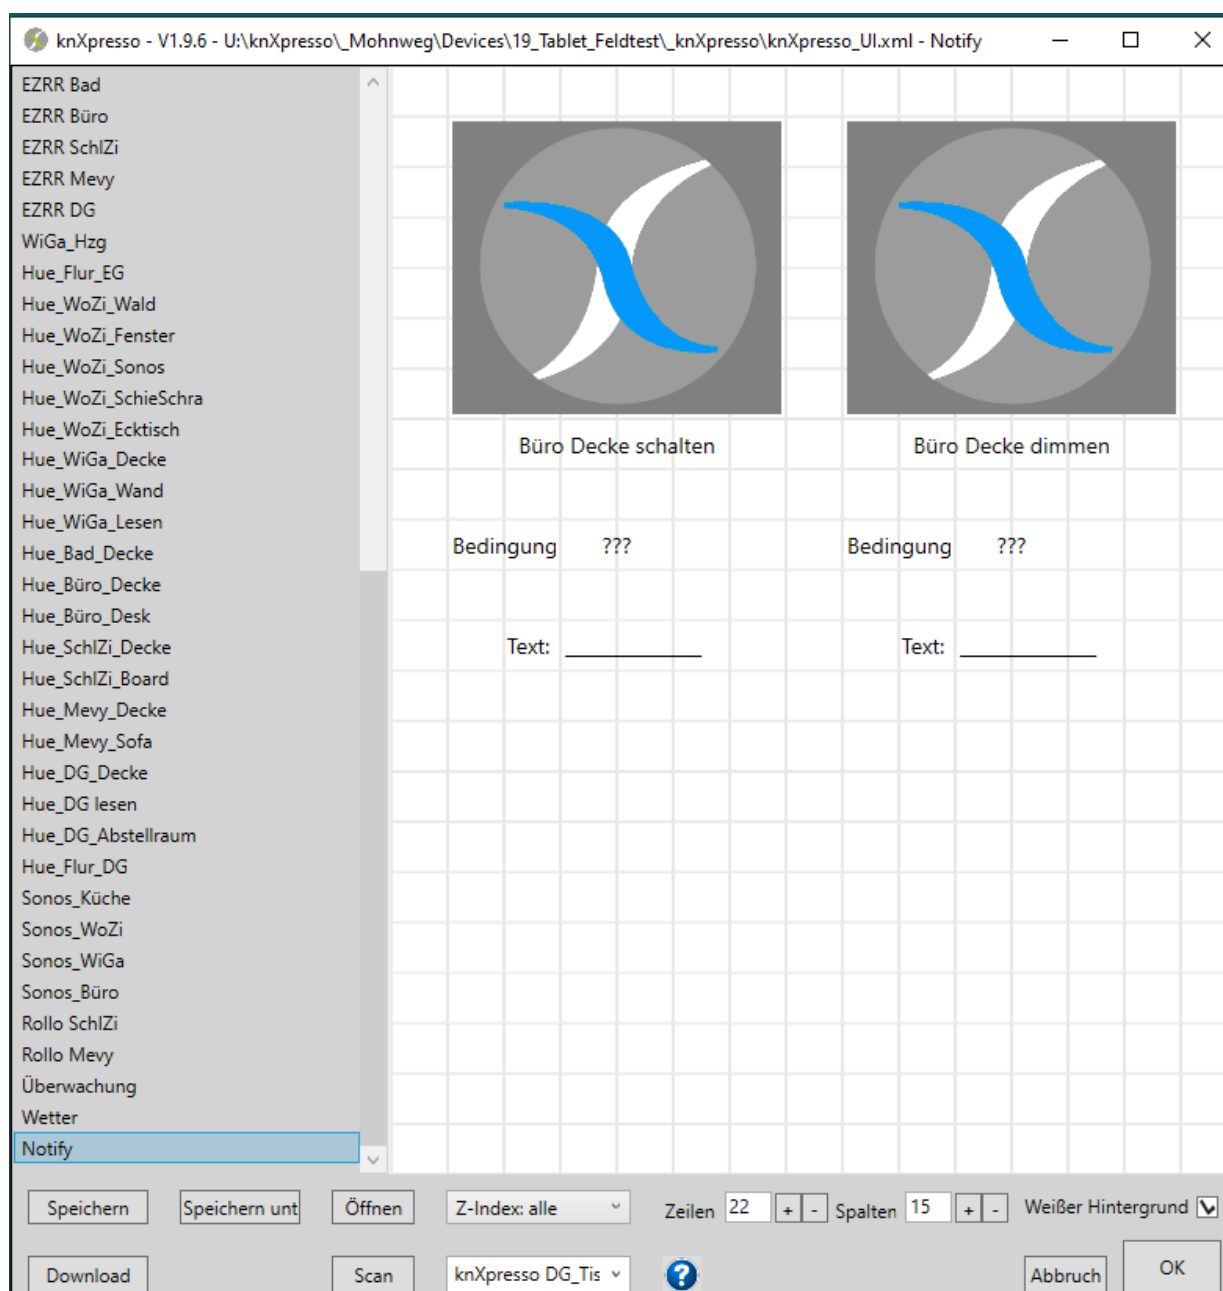 knXpresso - V1.9.6 - U:\knXpresso\_Mohnweg\Devices\19_Tablet_Feldtest\_knXpresso\knXpresso_UI.xml - Notify
EZRR Bad
EZRR Büro
EZRR SchlZi
EZRR Mevy
EZRR DG
WiGa_Hzg
Hue_Flur_EG
Hue_WoZi_Wald
Hue_WoZi_Fenster
Hue_WoZi_Sonos
Hue_WoZi_SchieSchra
Hue_WoZi_Ecktisch
Hue_WiGa_Decke
Hue_WiGa_Wand
Hue_WiGa_Lesen
Hue_Bad_Decke
Hue_Büro_Decke
Hue_Büro_Desk
Hue_SchlZi_Decke
Hue_SchlZi_Board
Hue_Mevy_Decke
Hue_Mevy_Sofa
Hue_DG_Decke
Hue_DG lesen
Hue_DG_Abstellraum
Hue_Flur_DG
Sonos_Küche
Sonos_WoZi
Sonos_WiGa
Sonos_Büro
Rollo SchlZi
Rollo Mevy
Überwachung
Wetter
Notify
Büro Decke schalten Büro Decke dimmen
Bedingung ??? Bedingung ???
Text: ____________ Text: ____________
Speichern Speichern unt Öffnen Z-Index: alle Zeilen 22 + - Spalten 15 + - Weißer Hintergrund
Download Scan knXpresso DG_Tis ? Abbruch OK